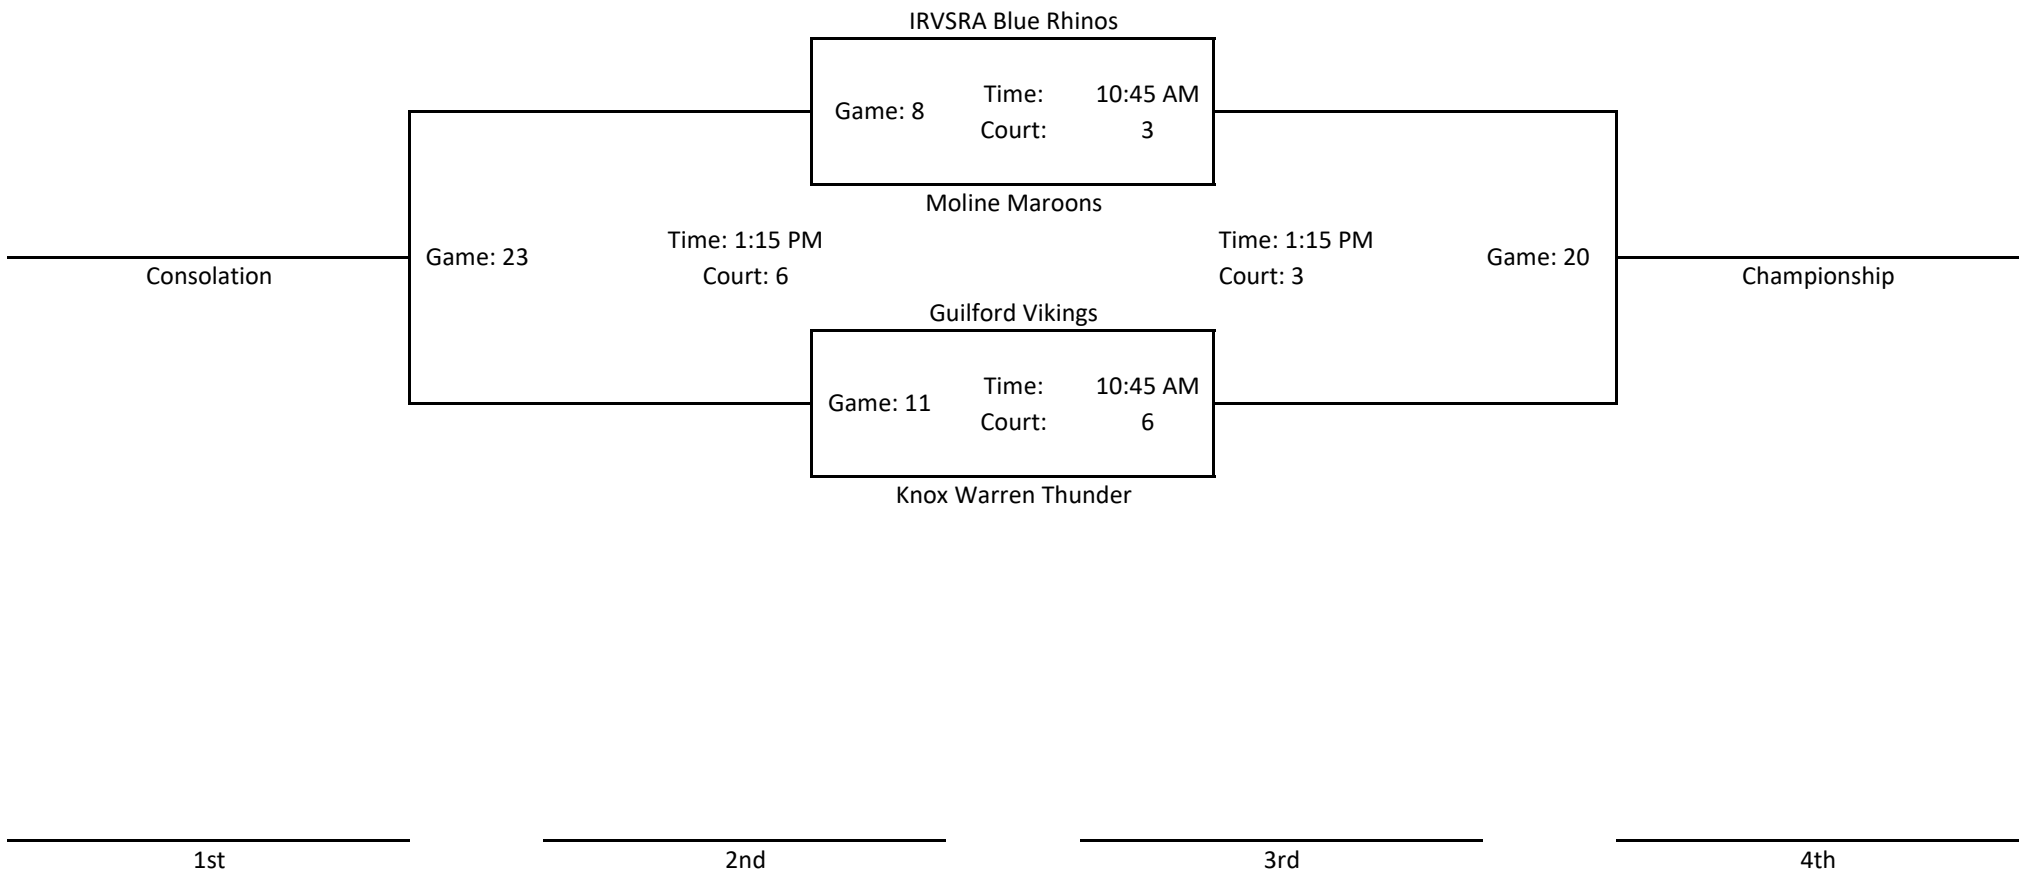 IRVSRA Blue Rhinos
Game: 8
Time: 10:45 AM
Court: 3
Moline Maroons
Time: 1:15 PM
Court: 6
Game: 23
Consolation
Time: 1:15 PM
Court: 3
Game: 20
Championship
Guilford Vikings
Game: 11
Time: 10:45 AM
Court: 6
Knox Warren Thunder
1st
2nd
3rd
4th